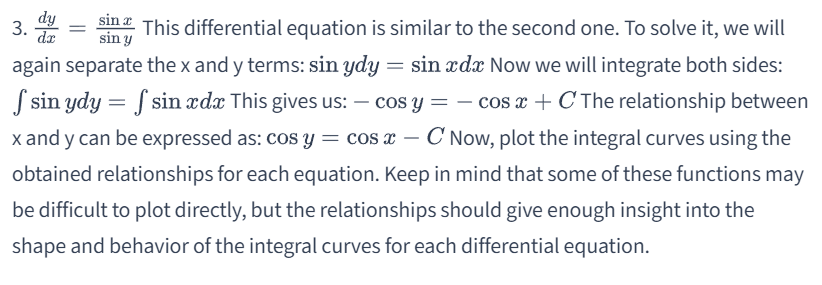 3. dy/dx = sin x/sin y This differential equation is similar to the second one. To solve it, we will
again separate the x and y terms: sin ydy = sin xdx Now we will integrate both sides:
∫ sin ydy = ∫ sin xdx This gives us: − cos y = − cos x + C The relationship between
x and y can be expressed as: cos y = cos x − C Now, plot the integral curves using the
obtained relationships for each equation. Keep in mind that some of these functions may
be difficult to plot directly, but the relationships should give enough insight into the
shape and behavior of the integral curves for each differential equation.